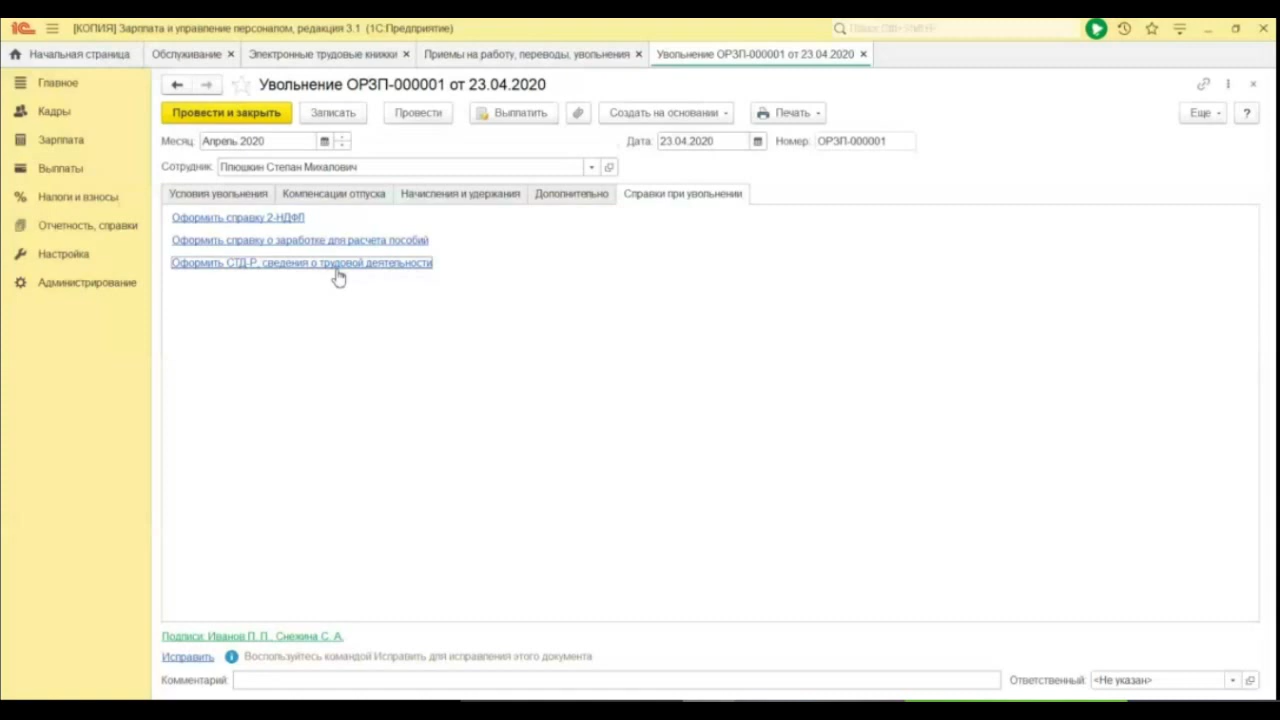 [КОПИЯ] Зарплата и управление персоналом, редакция 3.1 (1С:Предприятие)
Поиск Ctrl+Shift+F
Начальная страница
Обслуживание
Электронные трудовые книжки
Приемы на работу, переводы, увольнения
Увольнение ОРЗП-000001 от 23.04.2020
Главное
Кадры
Зарплата
Выплаты
Налоги и взносы
Отчетность, справки
Настройка
Администрирование
Увольнение ОРЗП-000001 от 23.04.2020
Провести и закрыть Записать Провести Выплатить Создать на основании Печать Еще ?
Месяц: Апрель 2020 Дата: 23.04.2020 Номер: ОРЗП-000001
Сотрудник: Плюшкин Степан Михалович
Условия увольнения Компенсации отпуска Начисления и удержания Дополнительно Справки при увольнении
Оформить справку 2-НДФЛ
Оформить справку о заработке для расчета пособий
Оформить СТД-Р, сведения о трудовой деятельности
Подписи: Иванов П. П., Снежина С. А.
Исправить Воспользуйтесь командой Исправить для исправления этого документа
Комментарий: Ответственный: <Не указан>